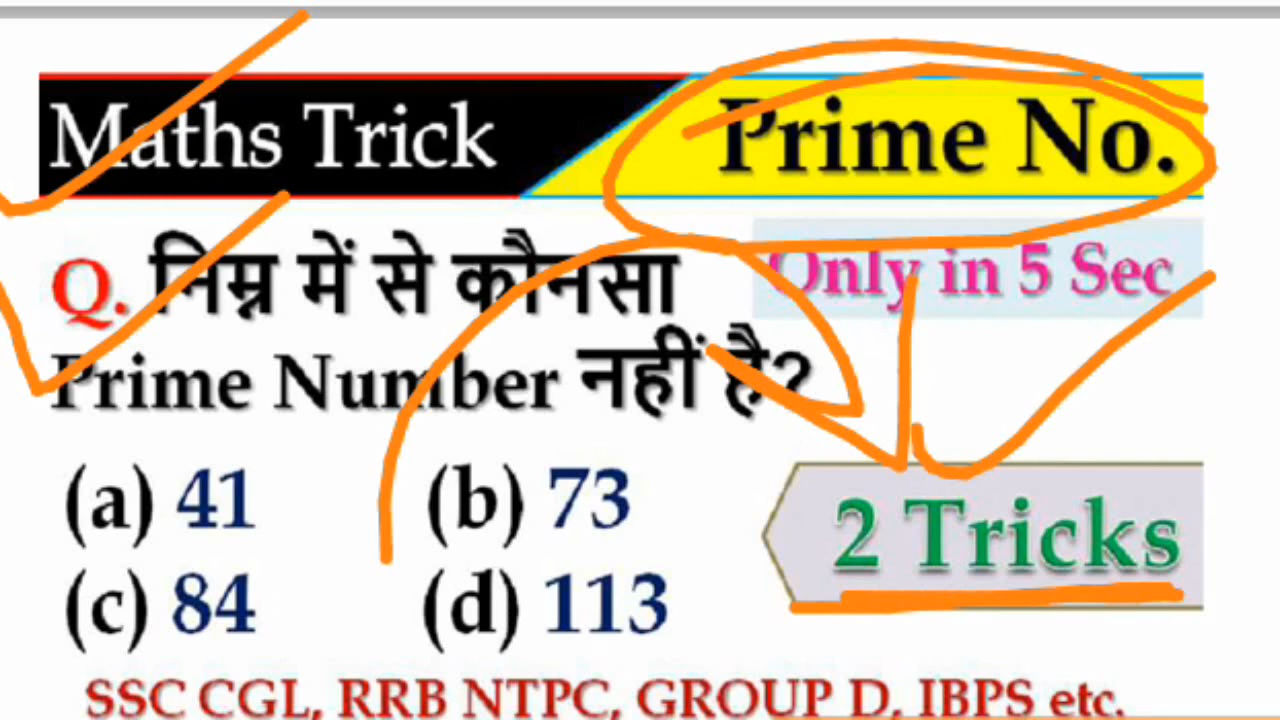 Maths Trick Prime No.
Q. निम्न में से कौनसा Only in 5 Sec
Prime Number नहीं है?
(a) 41 (b) 73
2 Tricks
(c) 84 (d) 113
SSC CGL, RRB NTPC, GROUP D, IBPS etc.